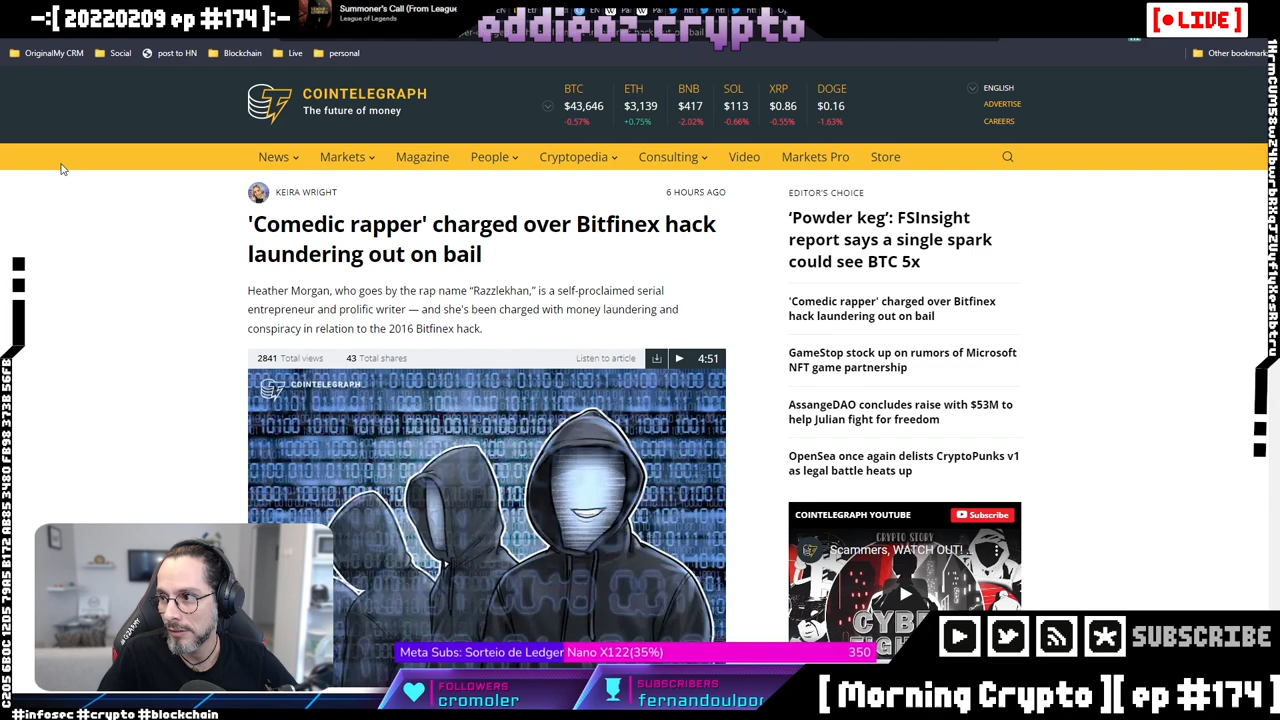 -:[ 20220209 ep #174 ]:-
Summoner's Call (From Leagu
League of Legends
eddieoz.crypto
[ • LIVE ]
OriginalMy CRM
Social
post to HN
Blockchain
Live
personal
Other bookmark
COINTELEGRAPH
The future of money
BTC ETH BNB SOL XRP DOGE
$43,646 $3,139 $417 $113 $0.86 $0.16
-0.57% +0.75% -2.02% -0.66% -0.55% -1.63%
ENGLISH
ADVERTISE
CAREERS
News Markets Magazine People Cryptopedia Consulting Video Markets Pro Store
KEIRA WRIGHT
6 HOURS AGO
'Comedic rapper' charged over Bitfinex hack
laundering out on bail
Heather Morgan, who goes by the rap name “Razzlekhan,” is a self-proclaimed serial
entrepreneur and prolific writer — and she's been charged with money laundering and
conspiracy in relation to the 2016 Bitfinex hack.
2841 Total views 43 Total shares
Listen to article
4:51
COINTELEGRAPH
EDITOR'S CHOICE
‘Powder keg’: FSInsight
report says a single spark
could see BTC 5x
'Comedic rapper' charged over Bitfinex
hack laundering out on bail
GameStop stock up on rumors of Microsoft
NFT game partnership
AssangeDAO concludes raise with $53M to
help Julian fight for freedom
OpenSea once again delists CryptoPunks v1
as legal battle heats up
COINTELEGRAPH YOUTUBE
Subscribe
CRYPTO STORY
Scammers, WATCH OUT! ...
CYBE
Meta Subs: Sorteio de Ledger Nano X122(35%)
350
FOLLOWERS
cromoler
SUBSCRIBERS
fernandoulpor
SUBSCRIBE
[ Morning Crypto ][ ep #174 ]
#infosec #crypto #blockchain